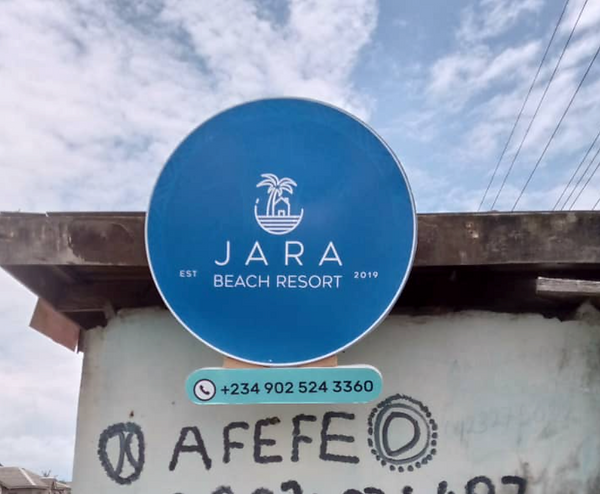 JARA
EST BEACH RESORT 2019
+234 902 524 3360
AFEFE